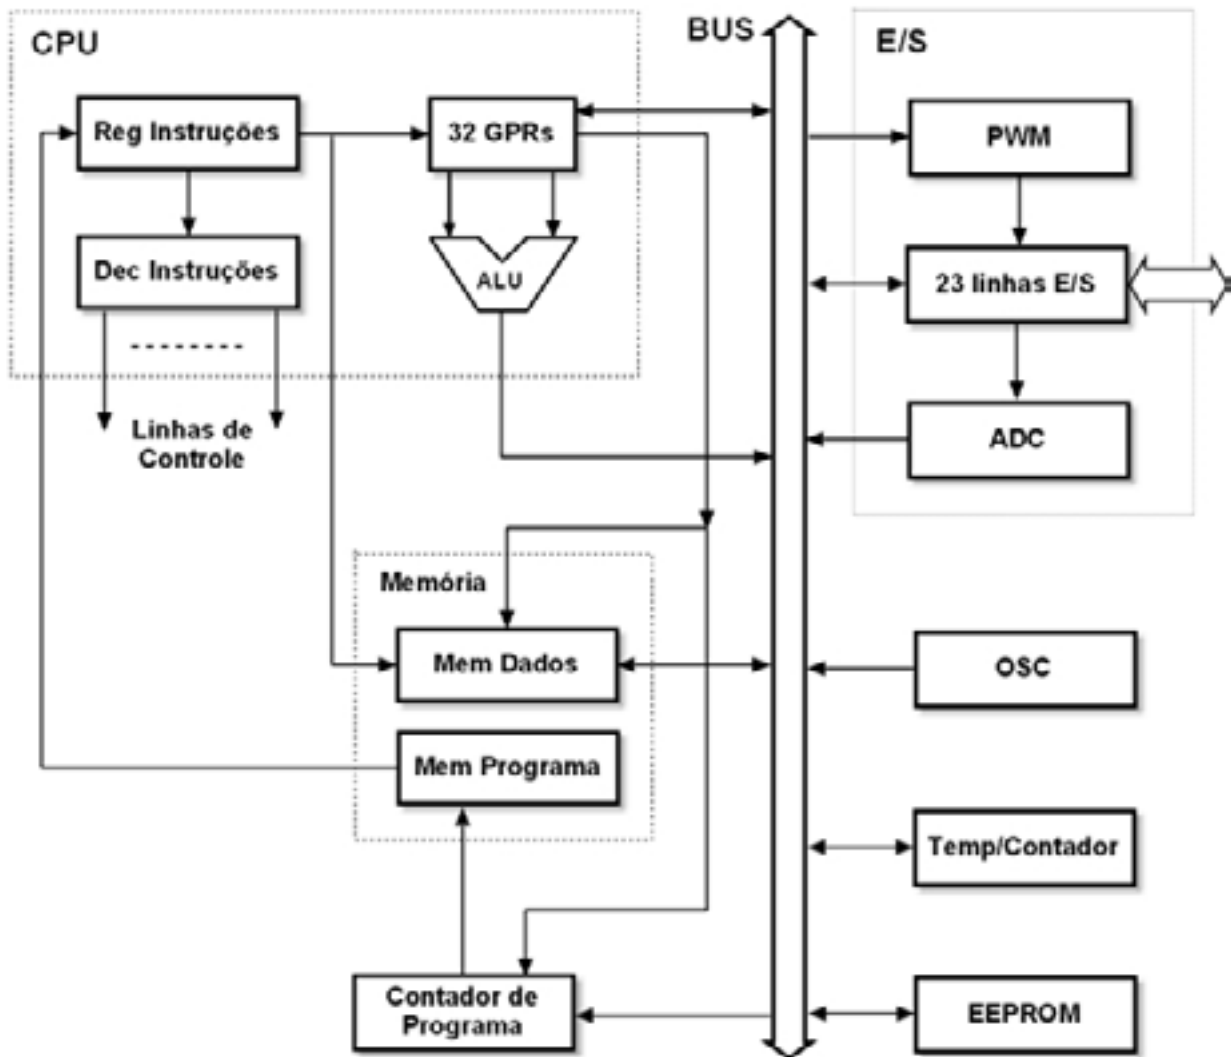 CPU
BUS
E/S
Reg Instruções
32 GPRs
PWM
Dec Instruções
ALU
23 linhas E/S
Linhas de
Controle
ADC
Memória
Mem Dados
OSC
Mem Programa
Temp/Contador
Contador de
Programa
EEPROM